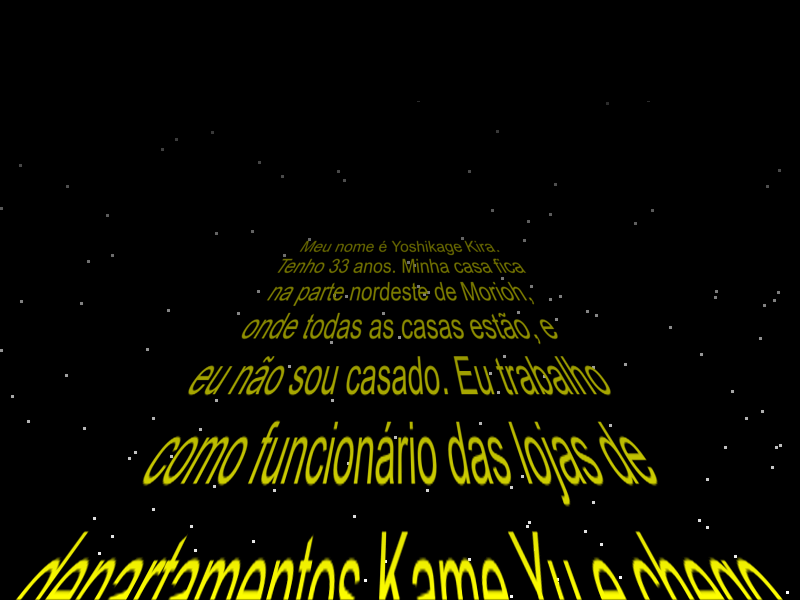 Meu nome é Yoshikage Kira.
Tenho 33 anos. Minha casa fica
na parte nordeste de Morioh,
onde todas as casas estão, e
eu não sou casado. Eu trabalho
como funcionário das lojas de
departamentos Kame Yu e chego